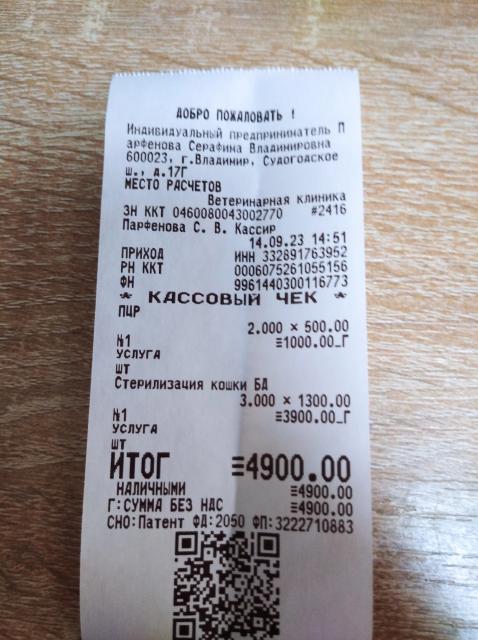 ДОБРО ПОЖАЛОВАТЬ !
Индивидуальный предприниматель П
арфенова Серафина Владимировна
600023, г.Владимир, Судогодское
ш., д.17Г
МЕСТО РАСЧЕТОВ
Ветеринарная клиника
ЗН ККТ 0460080043002770 #2416
Парфенова С. В. Кассир
14.09.23 14:51
ПРИХОД ИНН 332891763952
РН ККТ 0006075261055156
ФН 9961440300116773
* КАССОВЫЙ ЧЕК *
ПЦР
2.000 × 500.00
№1 ≡1000.00_Г
УСЛУГА
ШТ
Стерилизация кошки БД
3.000 × 1300.00
№1 ≡3900.00_Г
УСЛУГА
ШТ
ИТОГ ≡4900.00
НАЛИЧНЫМИ ≡4900.00
Г:СУММА БЕЗ НДС ≡4900.00
СНО:Патент ФД:2050 ФП:3222710883